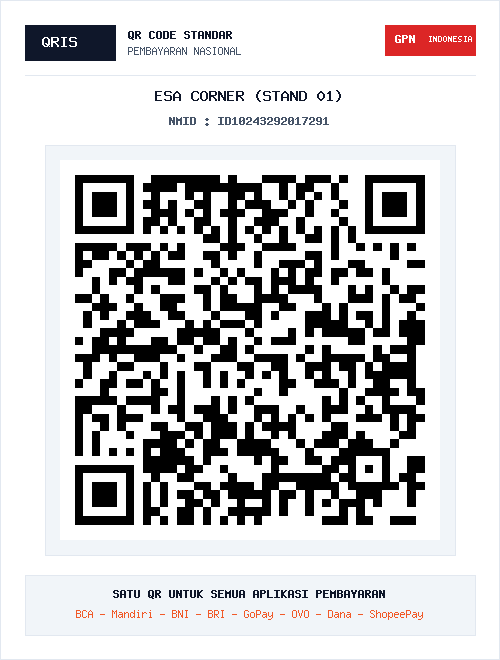 QRIS
QR CODE STANDAR
PEMBAYARAN NASIONAL
GPN INDONESIA
ESA CORNER (STAND 01)
NMID : ID10243292017291
SATU QR UNTUK SEMUA APLIKASI PEMBAYARAN
BCA - Mandiri - BNI - BRI - GoPay - OVO - Dana - ShopeePay